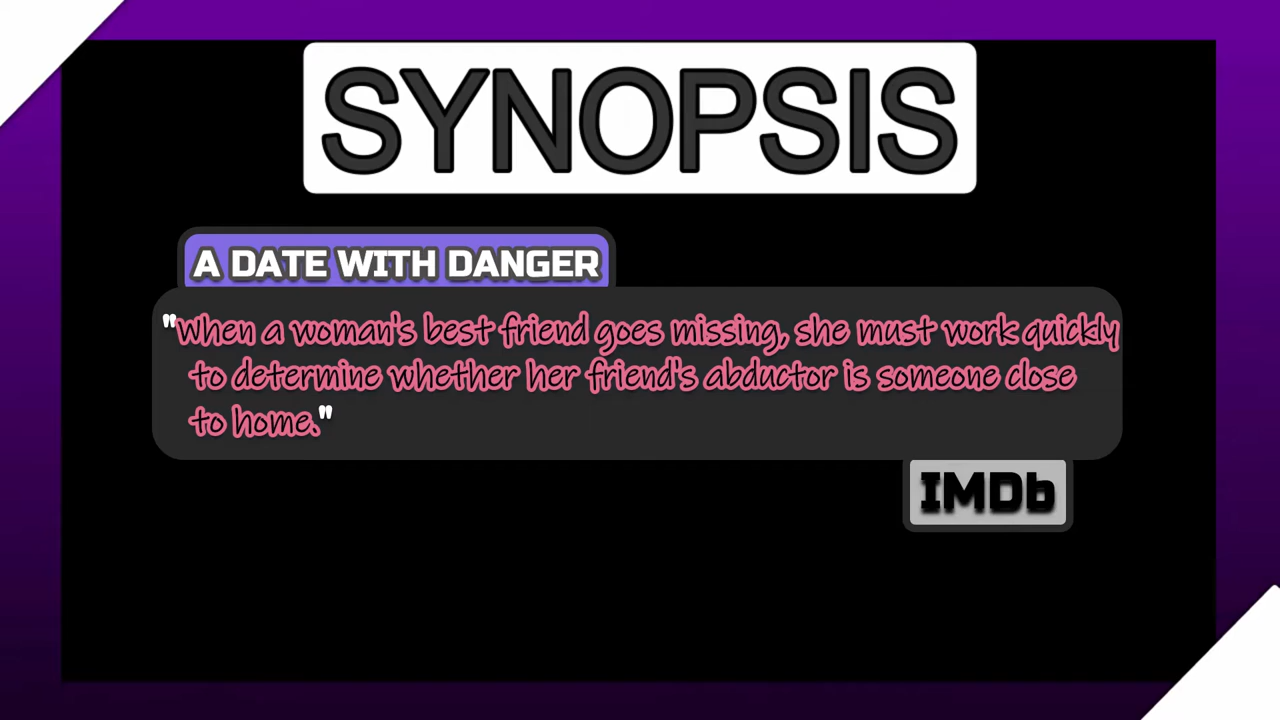 SYNOPSIS
A DATE WITH DANGER
"When a woman's best friend goes missing, she must work quickly
to determine whether her friend's abductor is someone close
to home."
IMDb